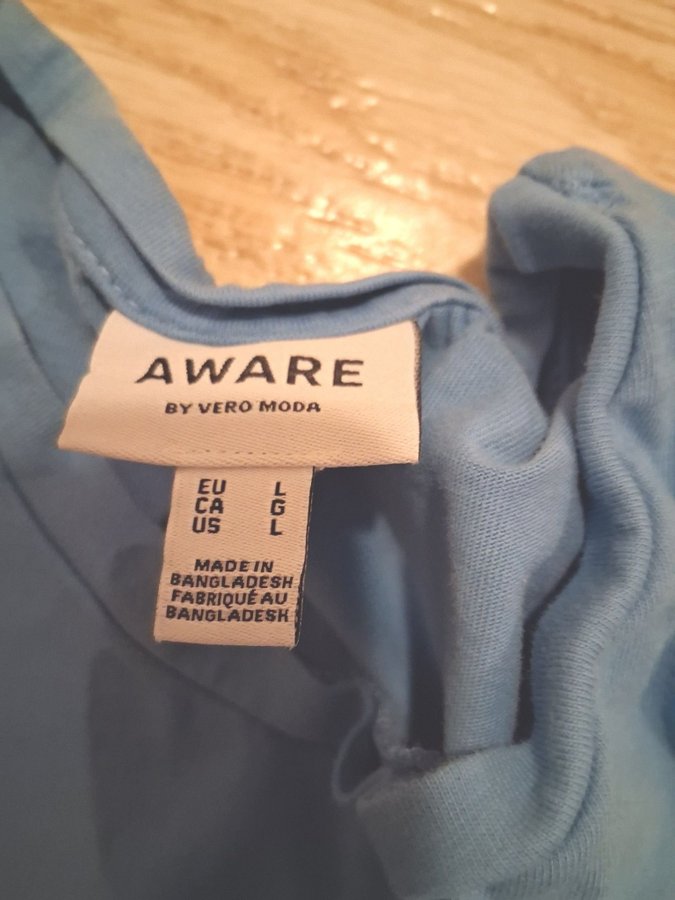 AWARE
BY VERO MODA
EU L
CA G
US L
MADE IN
BANGLADESH
FABRIQUÉ AU
BANGLADESH